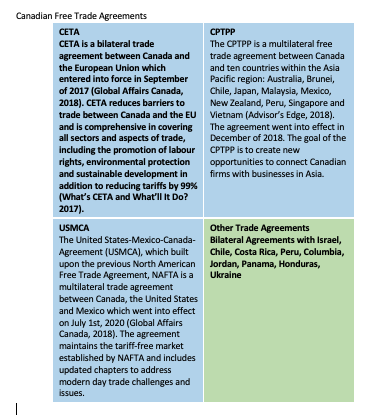 Canadian Free Trade Agreements
CETA
CETA is a bilateral trade
agreement between Canada and
the European Union which
entered into force in September
of 2017 (Global Affairs Canada,
2018). CETA reduces barriers to
trade between Canada and the EU
and is comprehensive in covering
all sectors and aspects of trade,
including the promotion of labour
rights, environmental protection
and sustainable development in
addition to reducing tariffs by 99%
(What's CETA and What'll It Do?
2017).
CPTPP
The CPTPP is a multilateral free
trade agreement between Canada
and ten countries within the Asia
Pacific region: Australia, Brunei,
Chile, Japan, Malaysia, Mexico,
New Zealand, Peru, Singapore and
Vietnam (Advisor's Edge, 2018).
The agreement went into effect in
December of 2018. The goal of the
CPTPP is to create new
opportunities to connect Canadian
firms with businesses in Asia.
USMCA
The United States-Mexico-Canada-
Agreement (USMCA), which built
upon the previous North American
Free Trade Agreement, NAFTA is a
multilateral trade agreement
between Canada, the United States
and Mexico which went into effect
on July 1st, 2020 (Global Affairs
Canada, 2018). The agreement
maintains the tariff-free market
established by NAFTA and includes
updated chapters to address
modern day trade challenges and
issues.
Other Trade Agreements
Bilateral Agreements with Israel,
Chile, Costa Rica, Peru, Columbia,
Jordan, Panama, Honduras,
Ukraine